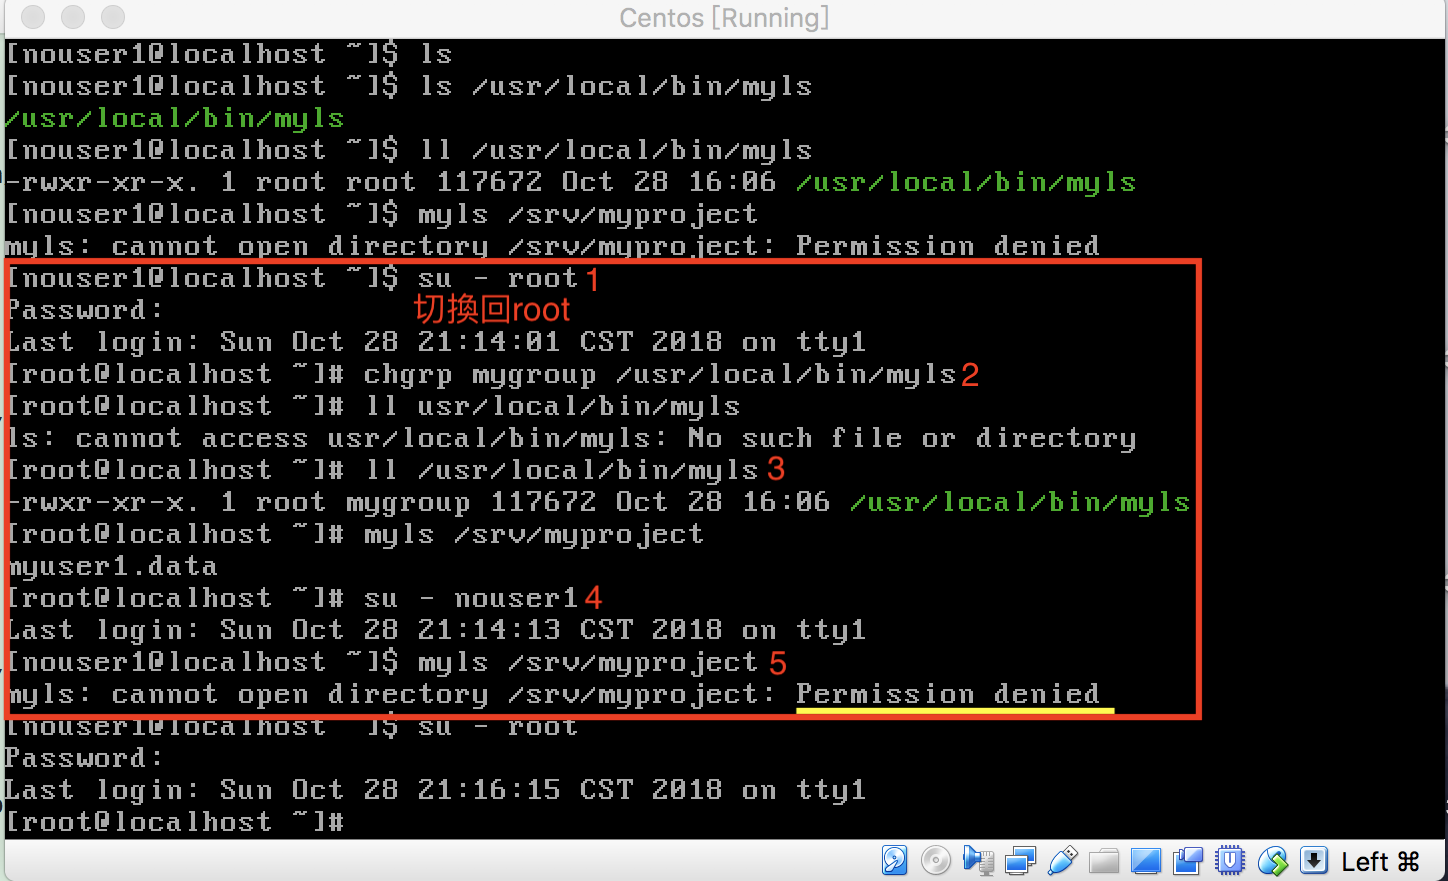 Centos [Running]
[nouser1@localhost ~]$ ls
[nouser1@localhost ~]$ ls /usr/local/bin/myls
/usr/local/bin/myls
[nouser1@localhost ~]$ ll /usr/local/bin/myls
-rwxr-xr-x. 1 root root 117672 Oct 28 16:06 /usr/local/bin/myls
[nouser1@localhost ~]$ myls /srv/myproject
myls: cannot open directory /srv/myproject: Permission denied
[nouser1@localhost ~]$ su - root 1
Password:
切換回root
Last login: Sun Oct 28 21:14:01 CST 2018 on tty1
[root@localhost ~]# chgrp mygroup /usr/local/bin/myls 2
[root@localhost ~]# ll usr/local/bin/myls
ls: cannot access usr/local/bin/myls: No such file or directory
[root@localhost ~]# ll /usr/local/bin/myls 3
-rwxr-xr-x. 1 root mygroup 117672 Oct 28 16:06 /usr/local/bin/myls
[root@localhost ~]# myls /srv/myproject
myuser1.data
[root@localhost ~]# su - nouser1 4
Last login: Sun Oct 28 21:14:13 CST 2018 on tty1
[nouser1@localhost ~]$ myls /srv/myproject 5
myls: cannot open directory /srv/myproject: Permission denied
[nouser1@localhost ~]$ su - root
Password:
Last login: Sun Oct 28 21:16:15 CST 2018 on tty1
[root@localhost ~]#
Left ⌘